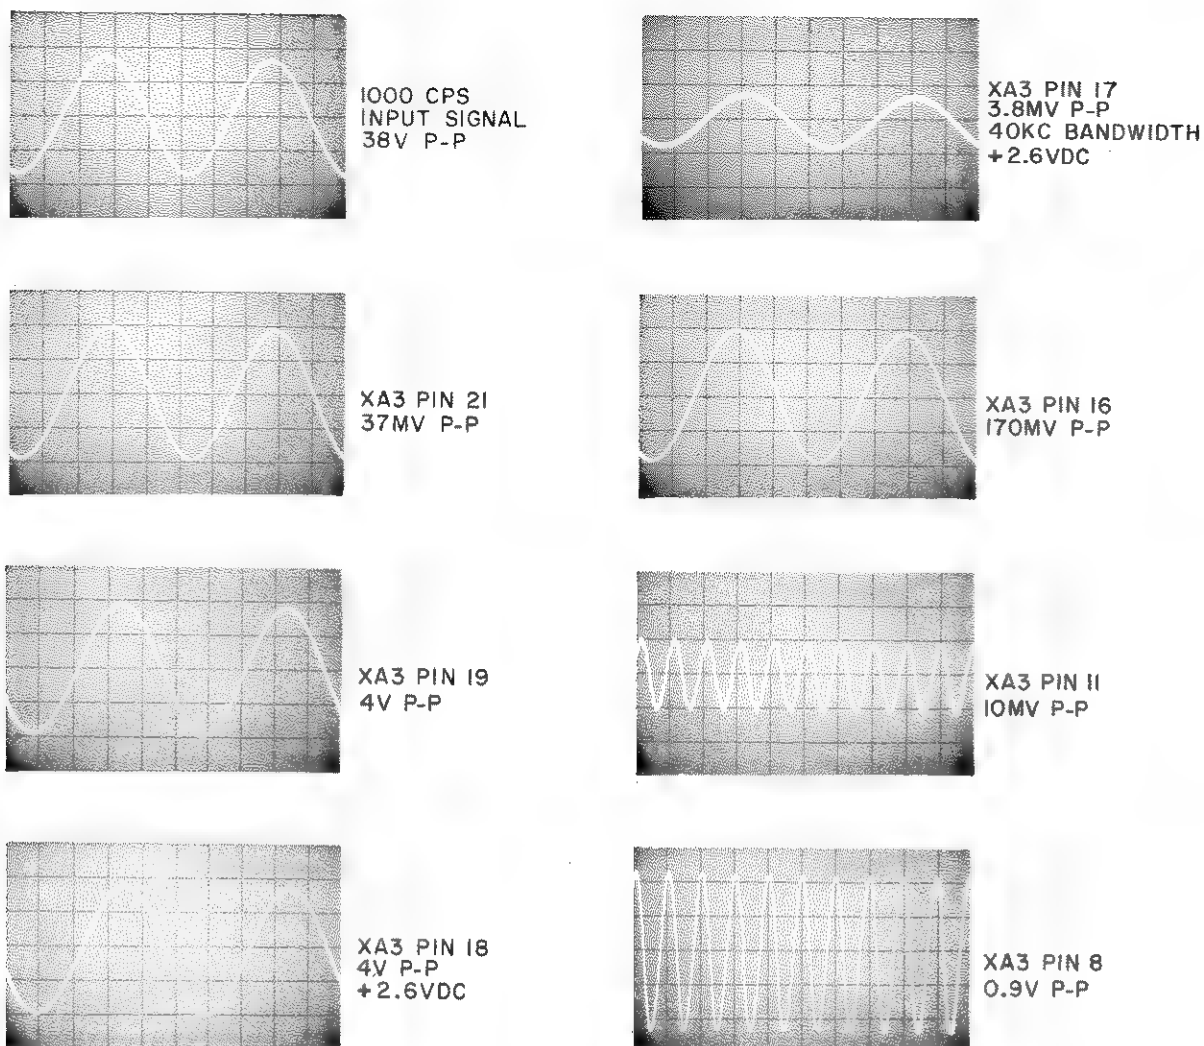 1000 CPS
INPUT SIGNAL
38V P-P
XA3 PIN 17
3.8MV P-P
40KC BANDWIDTH
+2.6VDC
XA3 PIN 21
37MV P-P
XA3 PIN 16
170MV P-P
XA3 PIN 19
4V P-P
XA3 PIN 11
10MV P-P
XA3 PIN 18
4V P-P
+2.6VDC
XA3 PIN 8
0.9V P-P